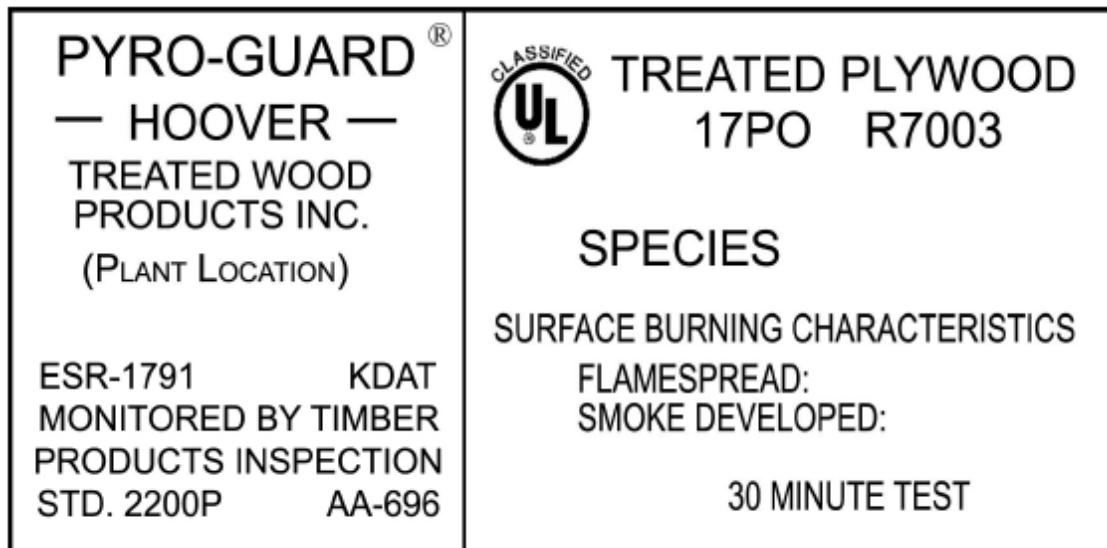 PYRO-GUARD ®
— HOOVER —
TREATED WOOD
PRODUCTS INC.
(PLANT LOCATION)
ESR-1791 KDAT
MONITORED BY TIMBER
PRODUCTS INSPECTION
STD. 2200P AA-696
CLASSIFIED
UL ®
TREATED PLYWOOD
17PO R7003
SPECIES
SURFACE BURNING CHARACTERISTICS
FLAMESPREAD:
SMOKE DEVELOPED:
30 MINUTE TEST